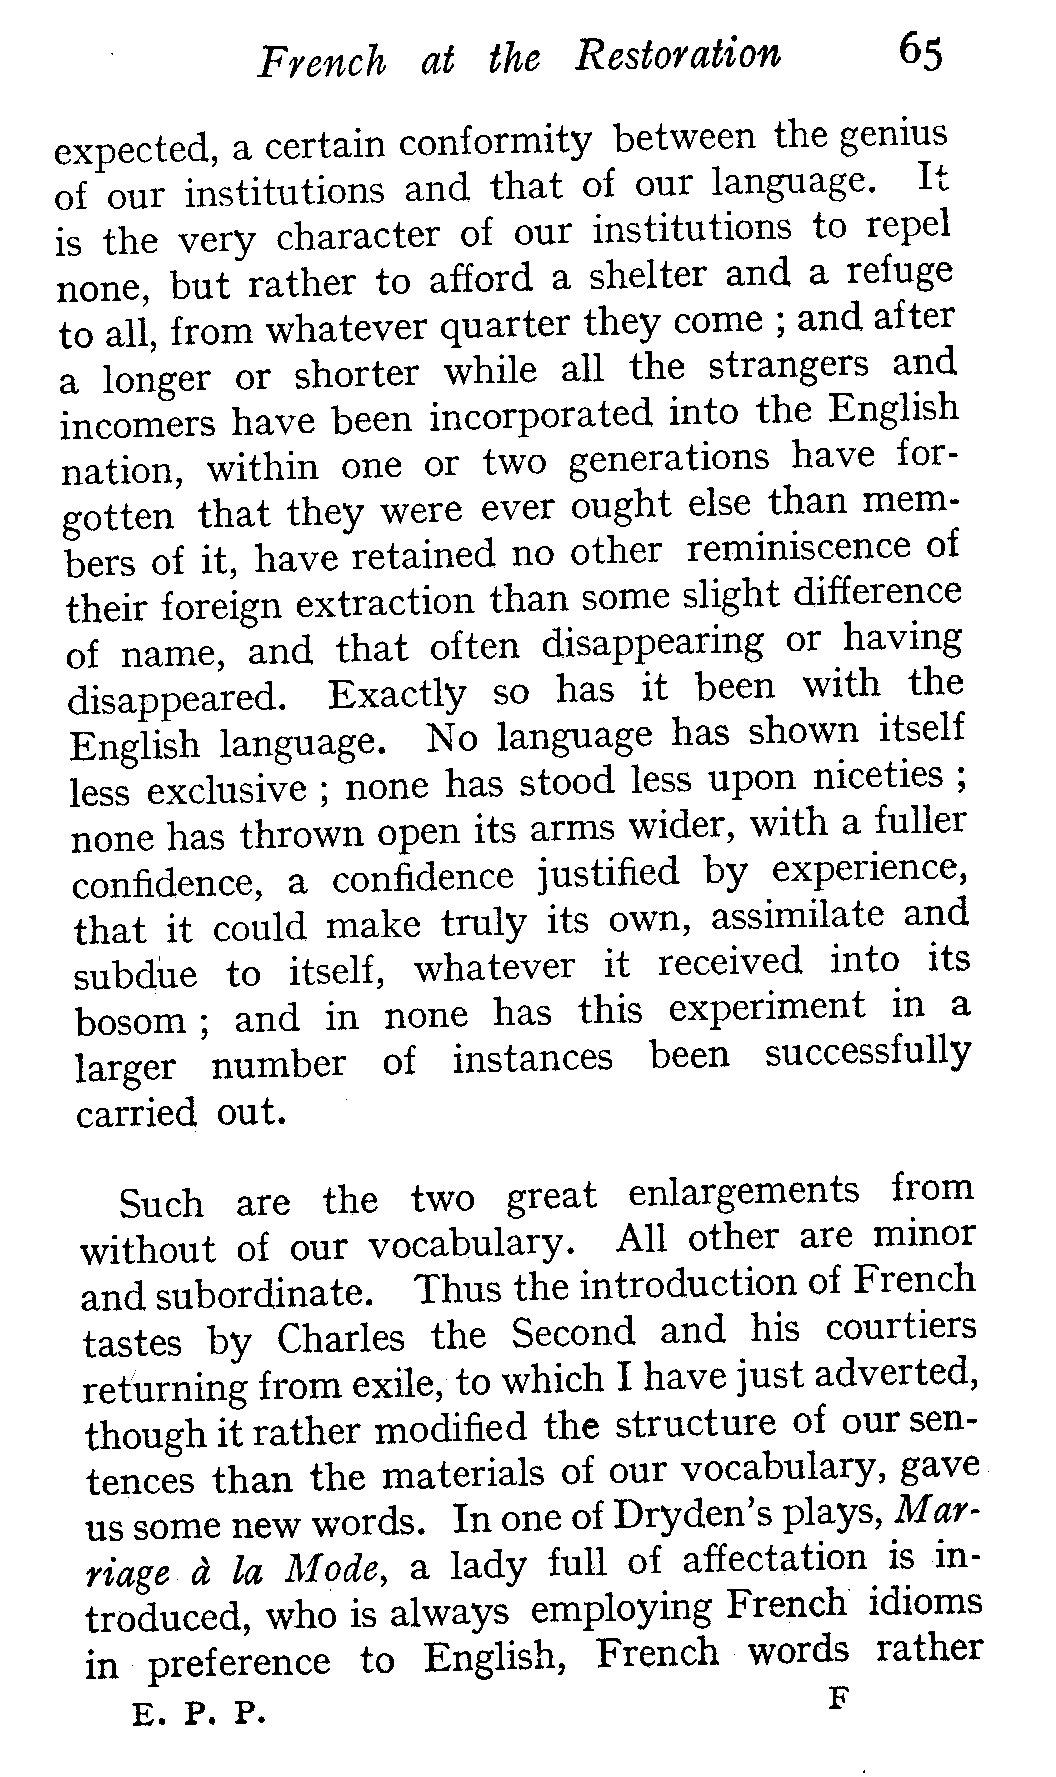 French at the Restoration 65
expected, a certain conformity between the genius
of our institutions and that of our language. It
is the very character of our institutions to repel
none, but rather to afford a shelter and a refuge
to all, from whatever quarter they come ; and after
a longer or shorter while all the strangers and
incomers have been incorporated into the English
nation, within one or two generations have for-
gotten that they were ever ought else than mem-
bers of it, have retained no other reminiscence of
their foreign extraction than some slight difference
of name, and that often disappearing or having
disappeared. Exactly so has it been with the
English language. No language has shown itself
less exclusive ; none has stood less upon niceties ;
none has thrown open its arms wider, with a fuller
confidence, a confidence justified by experience,
that it could make truly its own, assimilate and
subdue to itself, whatever it received into its
bosom ; and in none has this experiment in a
larger number of instances been successfully
carried out.
Such are the two great enlargements from
without of our vocabulary. All other are minor
and subordinate. Thus the introduction of French
tastes by Charles the Second and his courtiers
returning from exile, to which I have just adverted,
though it rather modified the structure of our sen-
tences than the materials of our vocabulary, gave
us some new words. In one of Dryden's plays, Mar-
riage à la Mode, a lady full of affectation is in-
troduced, who is always employing French idioms
in preference to English, French words rather
E. P. P. F